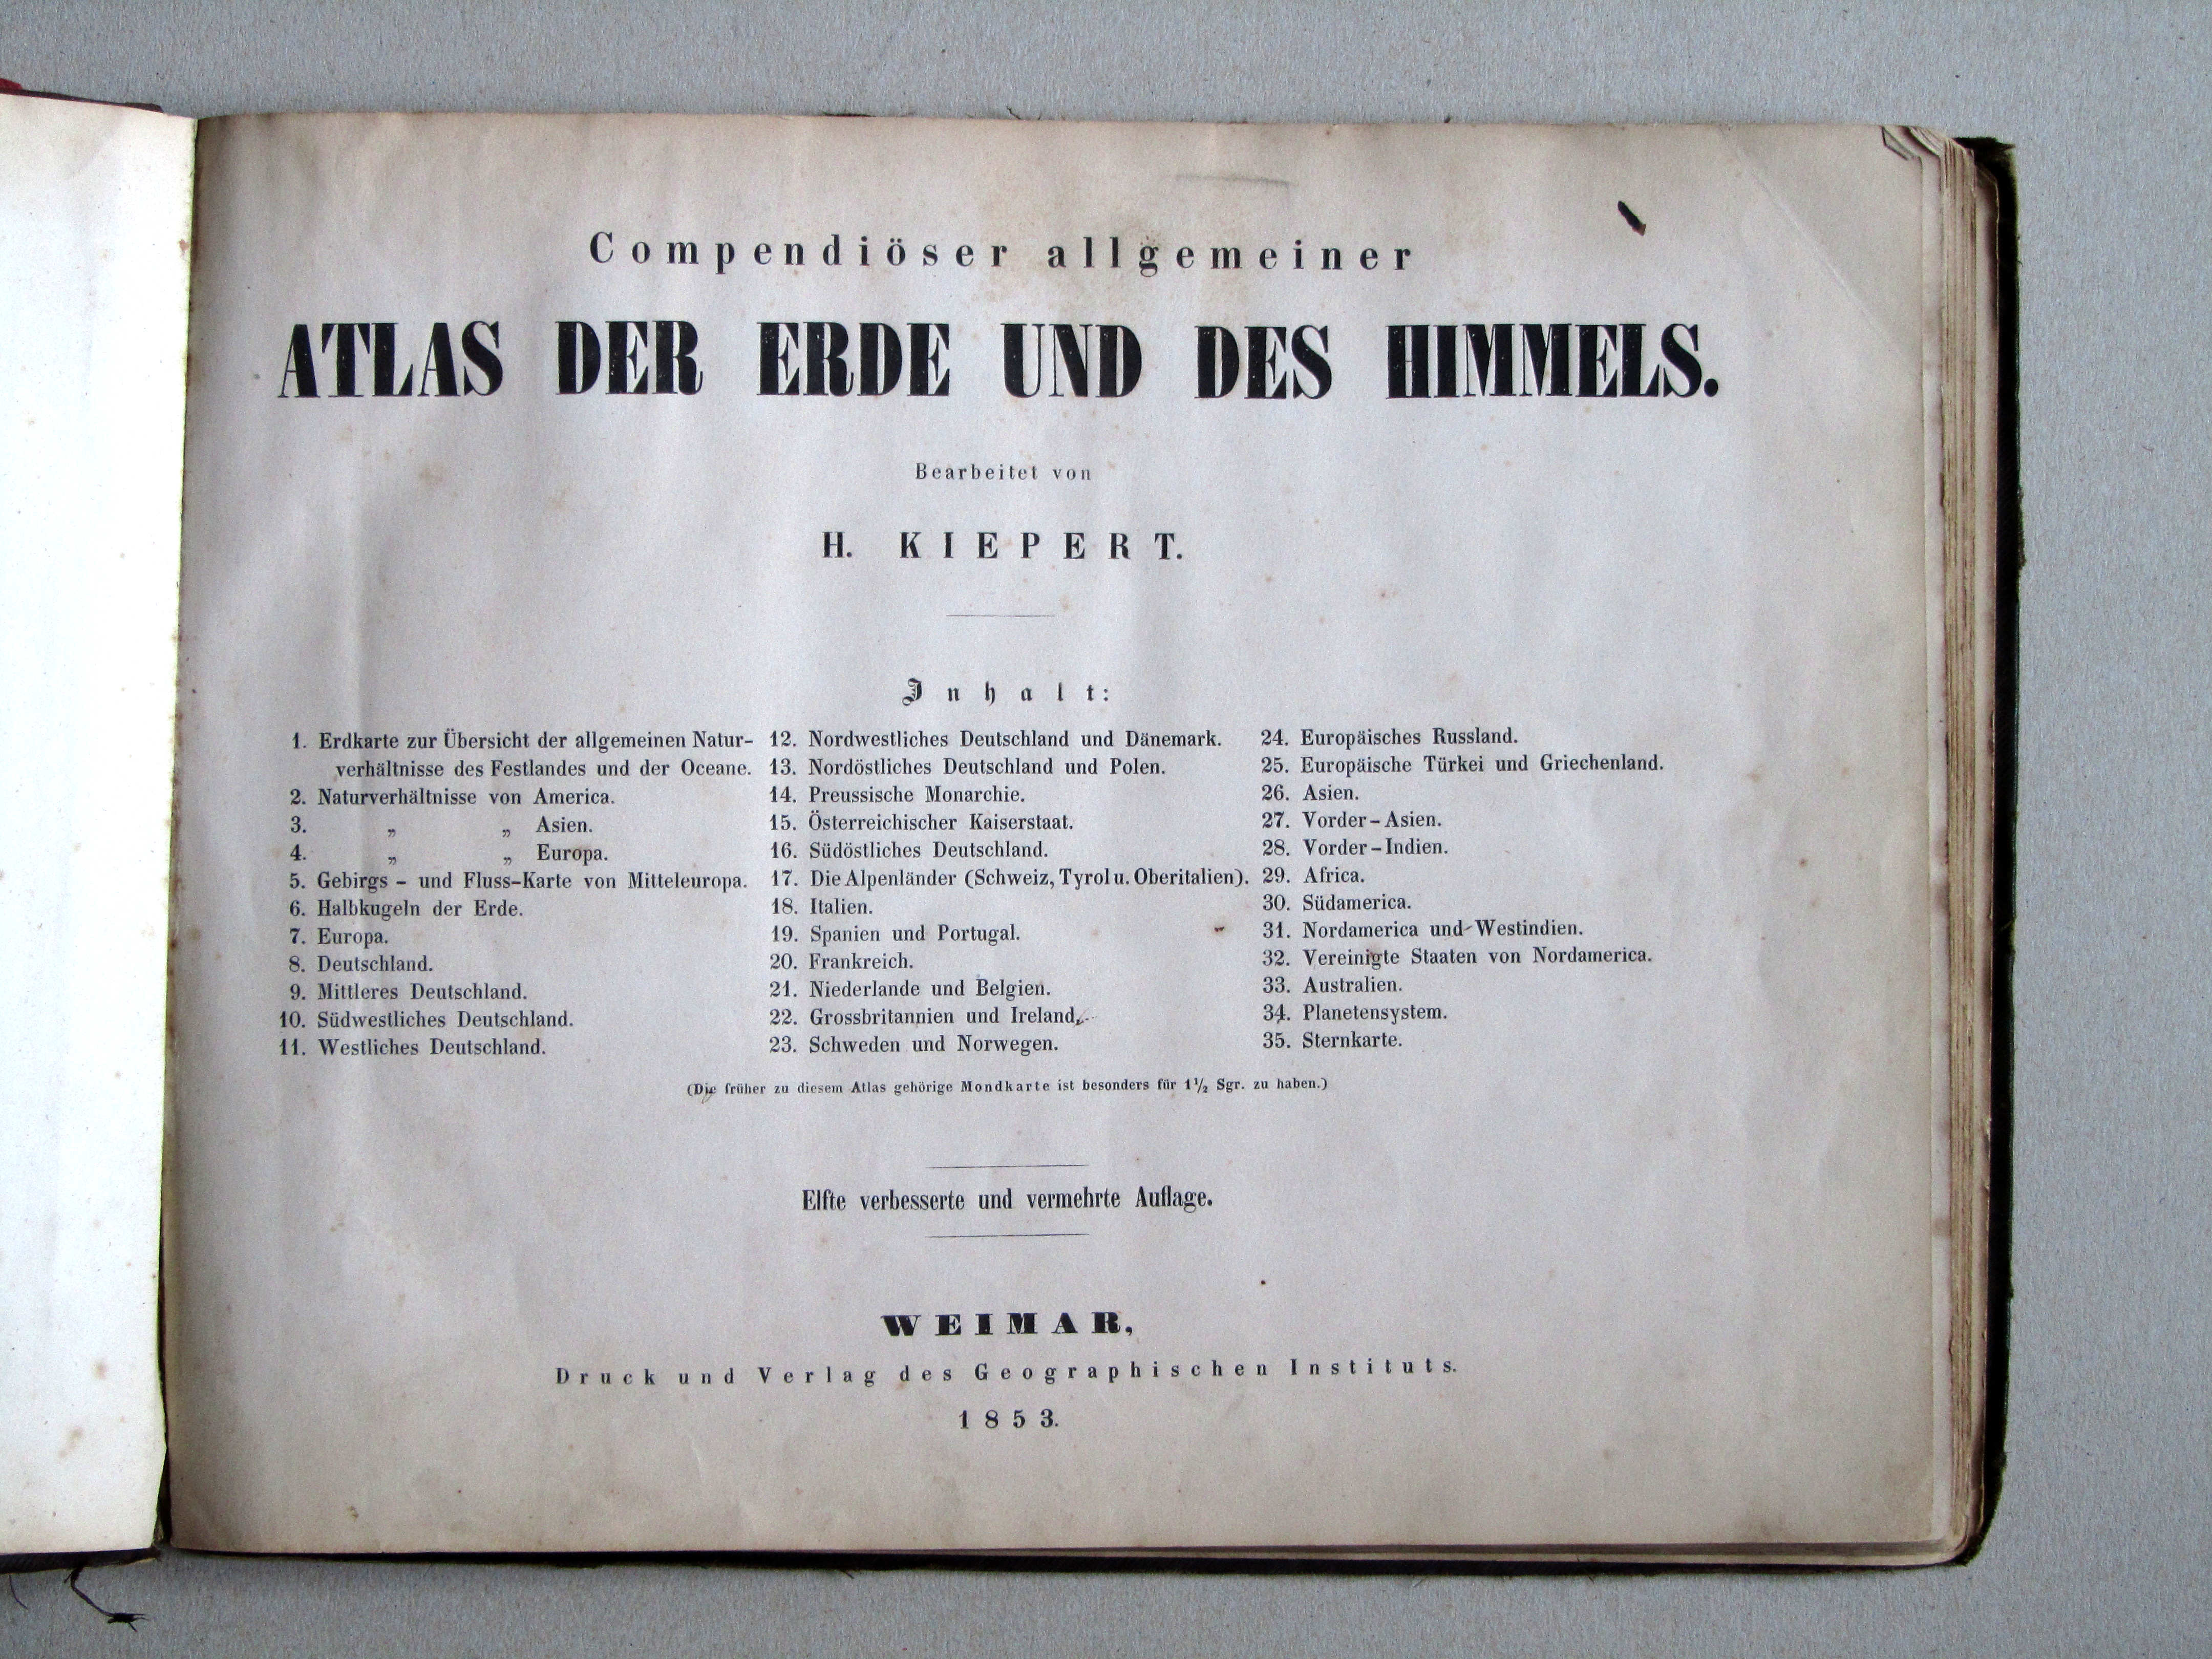 Compendiöser allgemeiner
ATLAS DER ERDE UND DES HIMMELS.
Bearbeitet von
H. KIEPERT.
Inhalt:
1. Erdkarte zur Übersicht der allgemeinen Natur-
verhältnisse des Festlandes und der Oceane.
2. Naturverhältnisse von America.
3. „ „ Asien.
4. „ „ Europa.
5. Gebirgs- und Fluss-Karte von Mitteleuropa.
6. Halbkugeln der Erde.
7. Europa.
8. Deutschland.
9. Mittleres Deutschland.
10. Südwestliches Deutschland.
11. Westliches Deutschland.
12. Nordwestliches Deutschland und Dänemark.
13. Nordöstliches Deutschland und Polen.
14. Preussische Monarchie.
15. Österreichischer Kaiserstaat.
16. Südöstliches Deutschland.
17. Die Alpenländer (Schweiz, Tyrol u. Oberitalien).
18. Italien.
19. Spanien und Portugal.
20. Frankreich.
21. Niederlande und Belgien.
22. Grossbritannien und Ireland.
23. Schweden und Norwegen.
24. Europäisches Russland.
25. Europäische Türkei und Griechenland.
26. Asien.
27. Vorder-Asien.
28. Vorder-Indien.
29. Africa.
30. Südamerica.
31. Nordamerica und Westindien.
32. Vereinigte Staaten von Nordamerica.
33. Australien.
34. Planetensystem.
35. Sternkarte.
(Die früher zu diesem Atlas gehörige Mondkarte ist besonders für 1½ Sgr. zu haben.)
Elfte verbesserte und vermehrte Auflage.
WEIMAR,
Druck und Verlag des Geographischen Instituts.
1853.